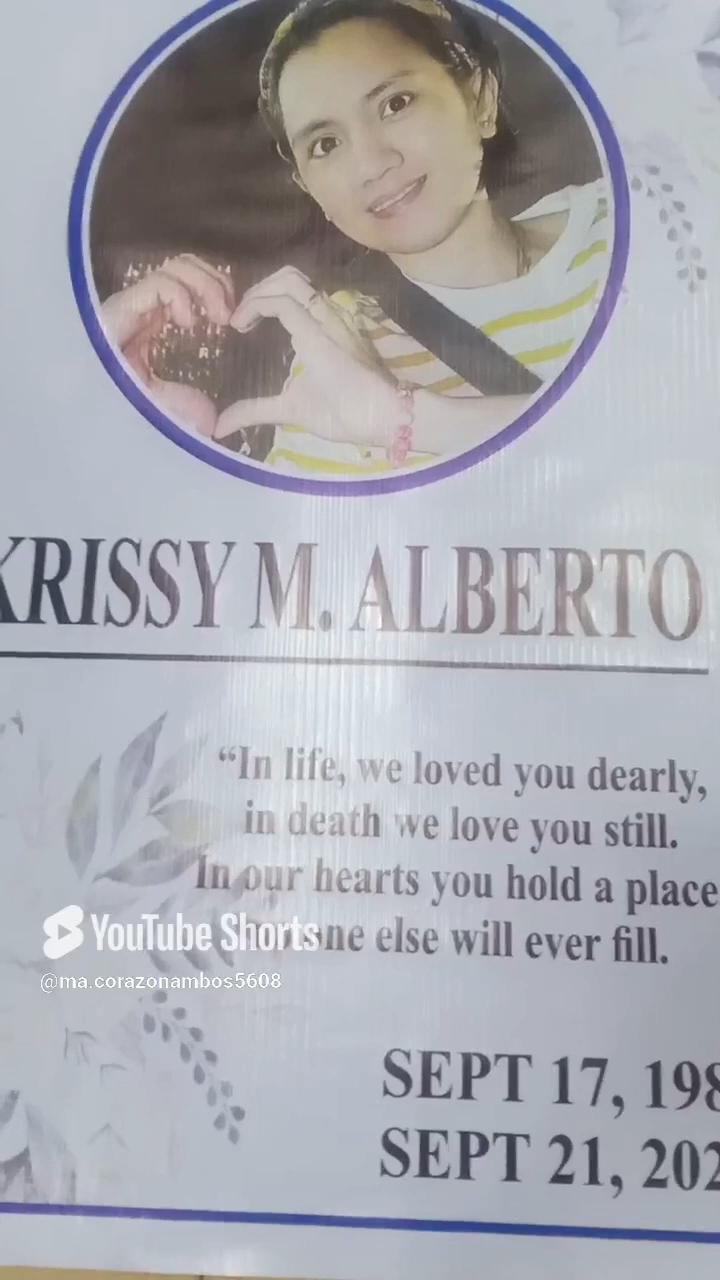 KRISSY M. ALBERTO
“In life, we loved you dearly,
in death we love you still.
In our hearts you hold a place
one else will ever fill.
YouTube Shorts
@ma.corazonambos5608
SEPT 17, 198
SEPT 21, 202